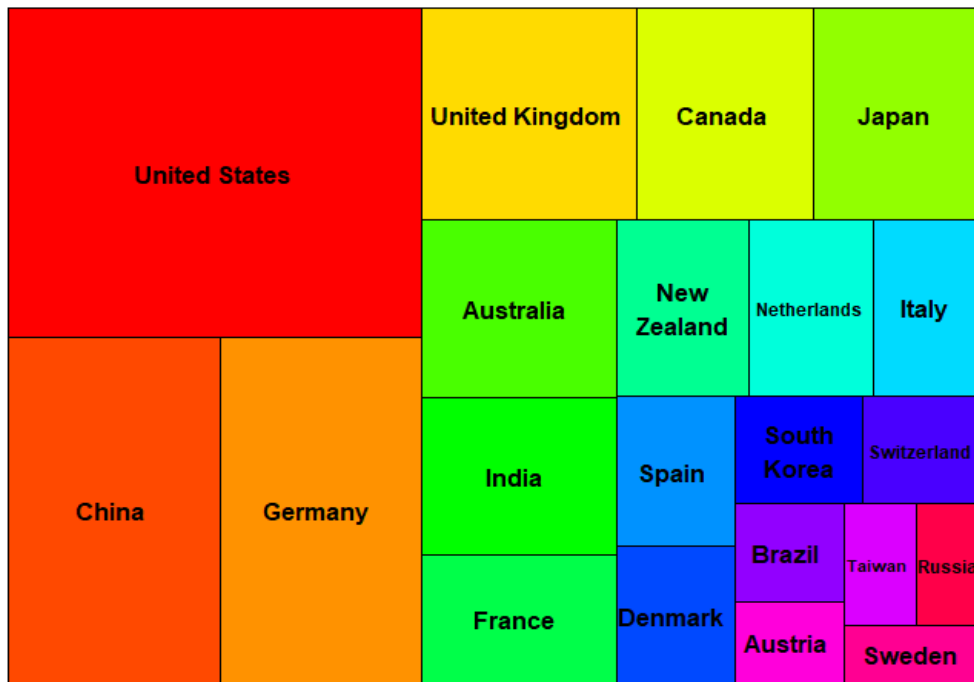 United States
United Kingdom
Canada
Japan
Australia
New
Zealand
Netherlands
Italy
China
Germany
India
Spain
South
Korea
Switzerland
France
Denmark
Brazil
Taiwan
Russia
Austria
Sweden